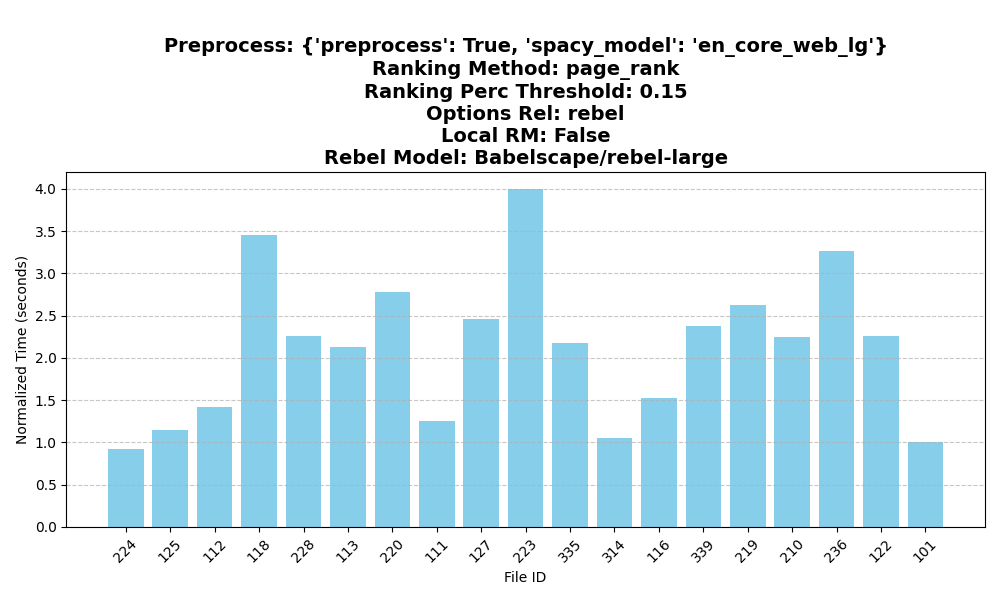 Preprocess: {'preprocess': True, 'spacy_model': 'en_core_web_lg'}
Ranking Method: page_rank
Ranking Perc Threshold: 0.15
Options Rel: rebel
Local RM: False
Rebel Model: Babelscape/rebel-large
Normalized Time (seconds)
4.0
3.5
3.0
2.5
2.0
1.5
1.0
0.5
0.0
224 125 112 118 228 113 220 111 127 223 335 314 116 339 219 210 236 122 101
File ID